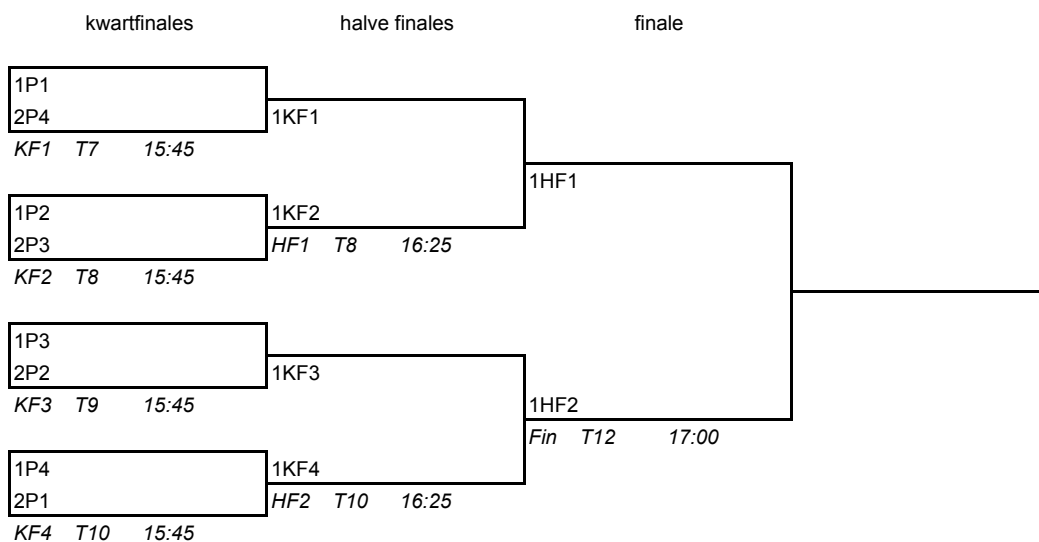 kwartfinales halve finales finale
1P1
2P4 1KF1
KF1 T7 15:45
1HF1
1P2 1KF2
2P3 HF1 T8 16:25
KF2 T8 15:45
1P3
2P2 1KF3
KF3 T9 15:45 1HF2
Fin T12 17:00
1P4 1KF4
2P1 HF2 T10 16:25
KF4 T10 15:45